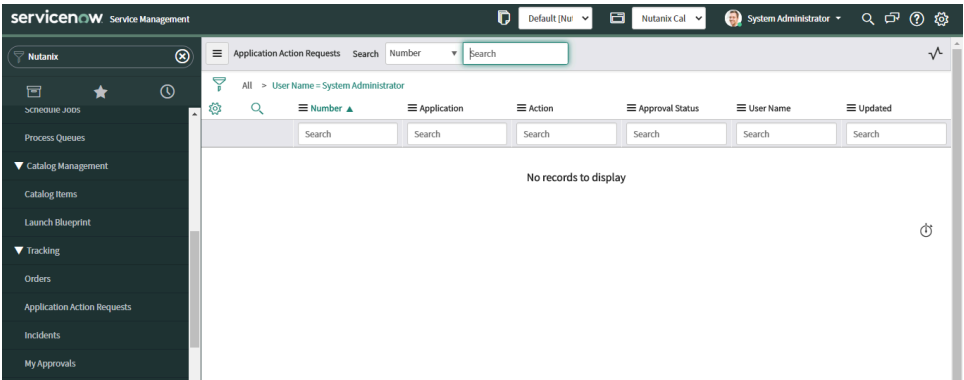 servicenow Service Management
Default [Nut
Nutanix Cal
System Administrator
Nutanix
Application Action Requests Search Number Search
All > User Name = System Administrator
Number Application Action Approval Status User Name Updated
Search Search Search Search Search Search
No records to display
Schedule Jobs
Process Queues
Catalog Management
Catalog Items
Launch Blueprint
Tracking
Orders
Application Action Requests
Incidents
My Approvals